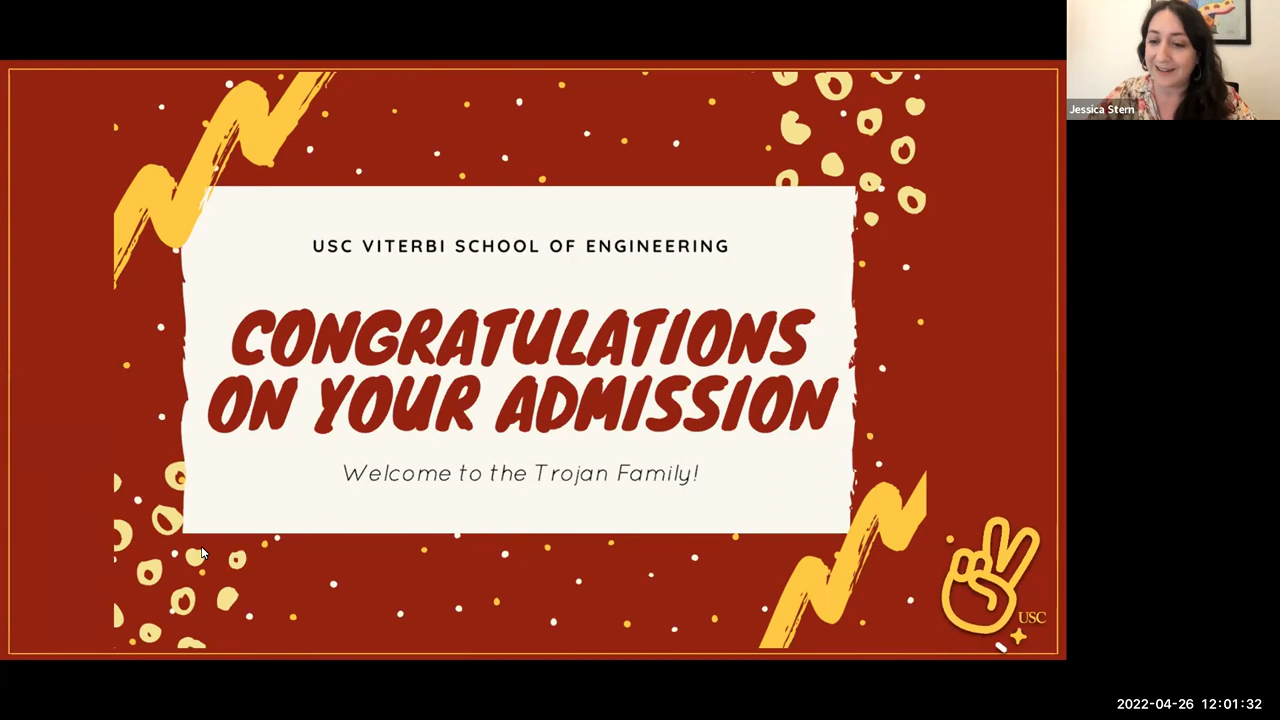 Jessica Stern
USC VITERBI SCHOOL OF ENGINEERING
CONGRATULATIONS
ON YOUR ADMISSION
Welcome to the Trojan Family!
USC
2022-04-26 12:01:32